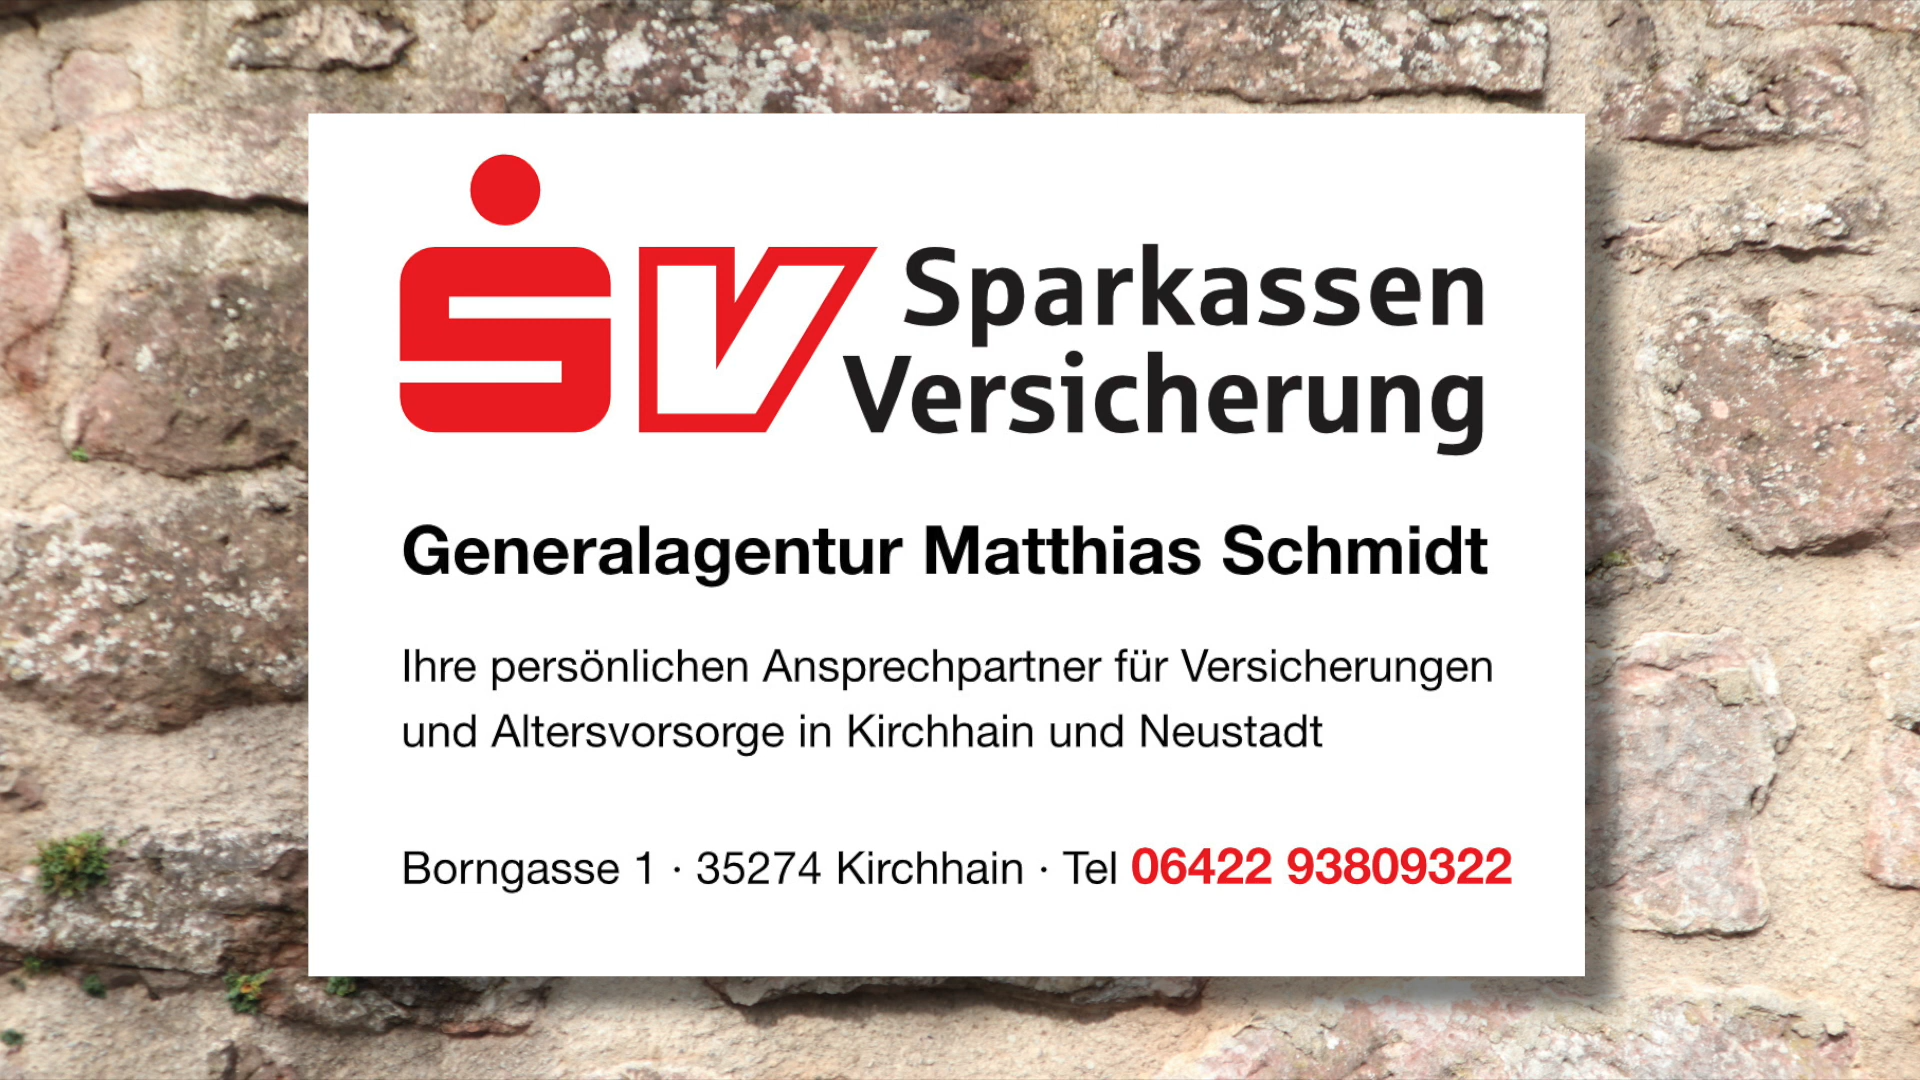 SV Sparkassen
Versicherung
Generalagentur Matthias Schmidt
Ihre persönlichen Ansprechpartner für Versicherungen
und Altersvorsorge in Kirchhain und Neustadt
Borngasse 1 · 35274 Kirchhain · Tel 06422 93809322